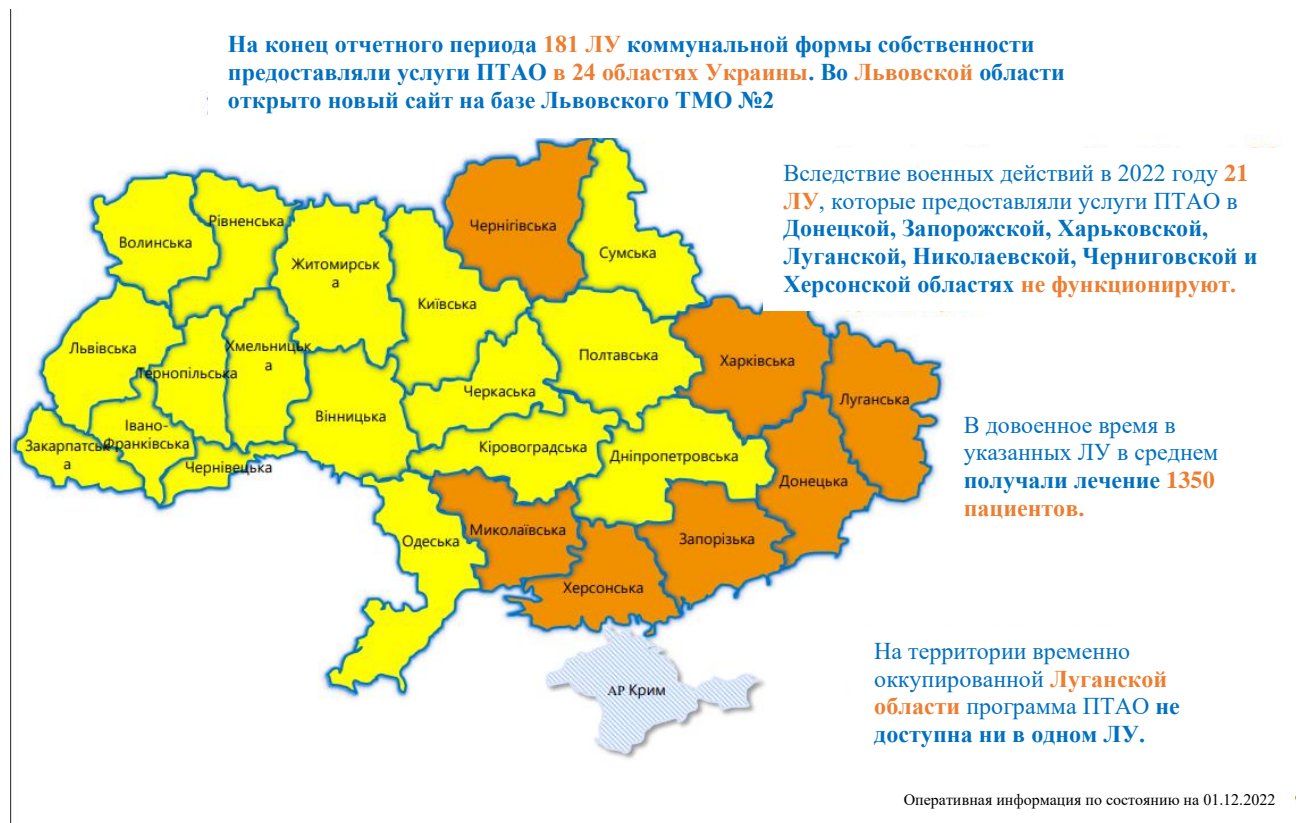 На конец отчетного периода 181 ЛУ коммунальной формы собственности
предоставляли услуги ПТАО в 24 областях Украины. Во Львовской области
открыто новый сайт на базе Львовского ТМО №2
Вследствие военных действий в 2022 году 21
ЛУ, которые предоставляли услуги ПТАО в
Донецкой, Запорожской, Харьковской,
Луганской, Николаевской, Черниговской и
Херсонской областях не функционируют.
Волинська
Рівненська
Житомирськ
а
Київська
Чернігівська
Сумська
Львівська
Тернопільська
Хмельницьк
а
Вінницька
Черкаська
Полтавська
Харківська
Луганська
Закарпатськ
а
Івано-
Франківська
Чернівецька
Кіровоградська
Дніпропетровська
Донецька
Одеська
Миколаївська
Запорізька
Херсонська
АР Крим
В довоенное время в
указанных ЛУ в среднем
получали лечение 1350
пациентов.
На территории временно
оккупированной Луганской
области программа ПТАО не
доступна ни в одном ЛУ.
Оперативная информация по состоянию на 01.12.2022